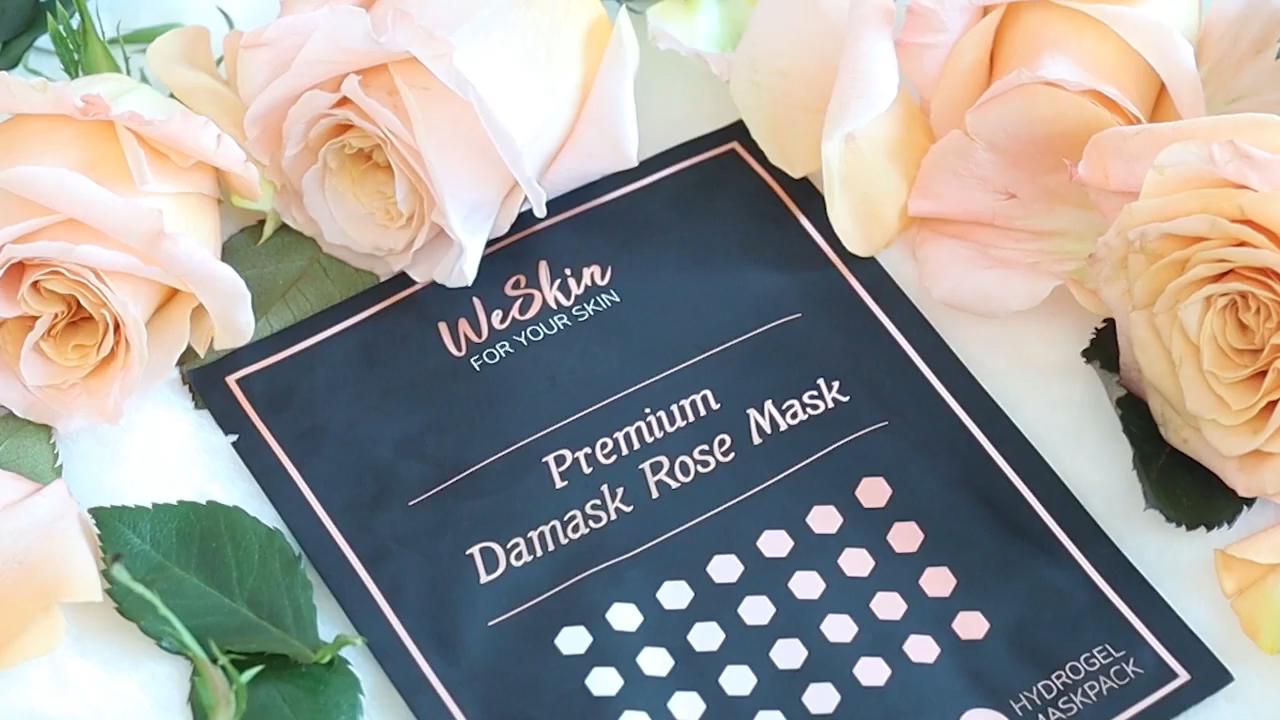 WeSkin
FOR YOUR SKIN
Premium
Damask Rose Mask
HYDROGEL
MASKPACK